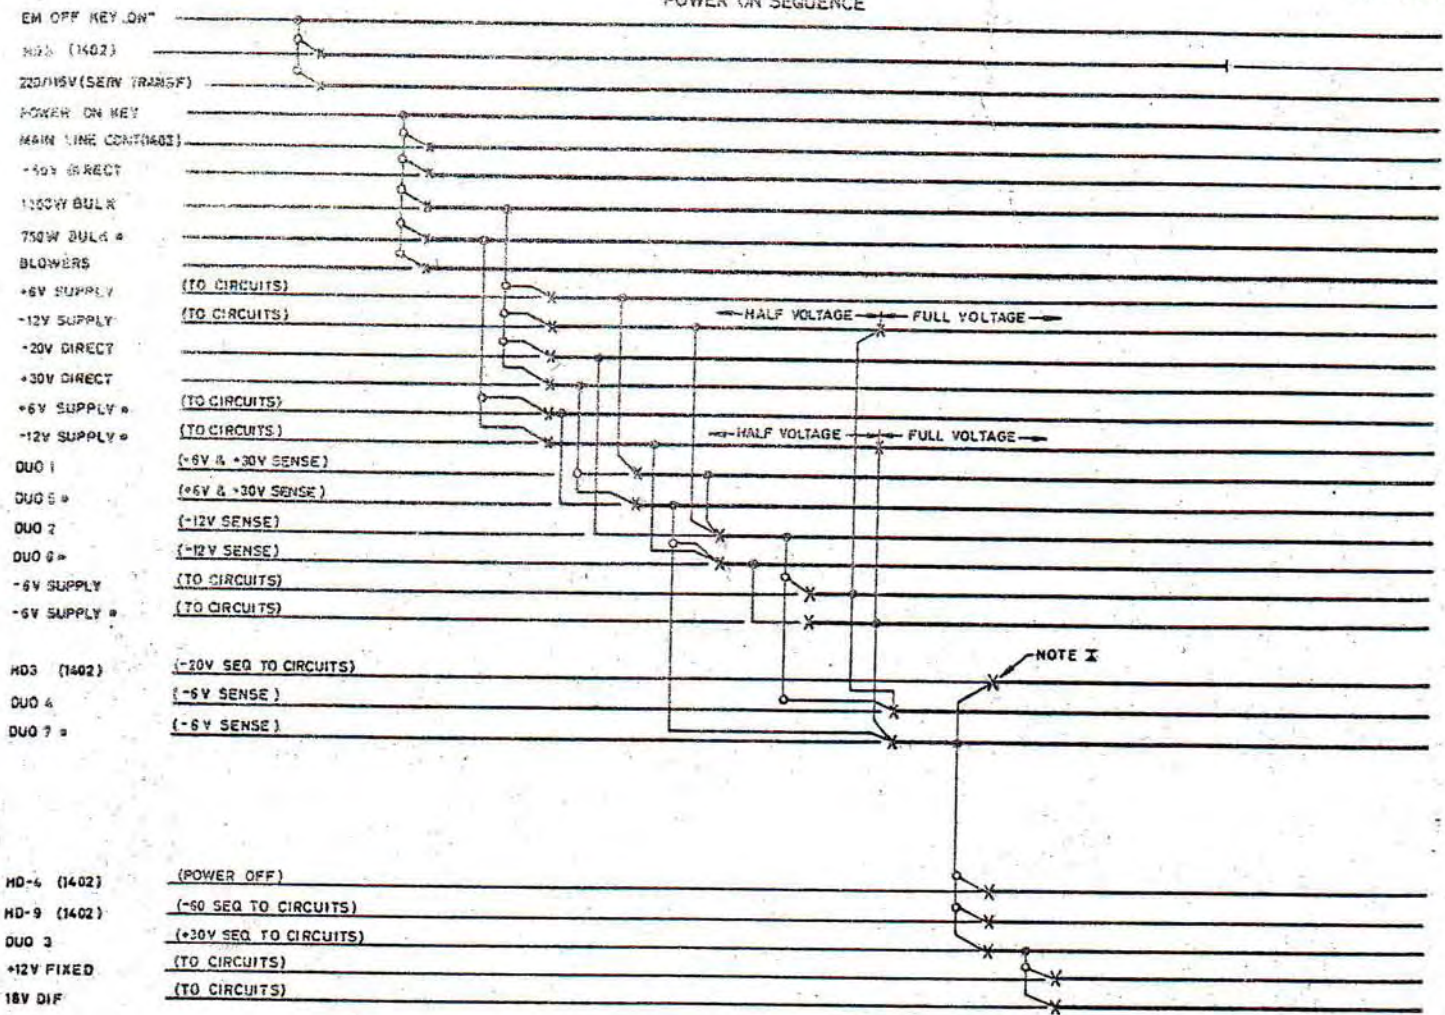 POWER ON SEQUENCE
EM OFF KEY "ON"
(1402)
220/115V (SERV TRANSF)
POWER ON KEY
MAIN LINE CONT(1402)
DIRECT
BULK
750W BULK *
BLOWERS
+6V SUPPLY (TO CIRCUITS)
-12V SUPPLY (TO CIRCUITS) HALF VOLTAGE FULL VOLTAGE
-20V DIRECT
+30V DIRECT
+6V SUPPLY * (TO CIRCUITS)
-12V SUPPLY * (TO CIRCUITS) HALF VOLTAGE FULL VOLTAGE
DUO 1 (+6V & +30V SENSE)
DUO 5 * (+6V & +30V SENSE)
DUO 2 (-12V SENSE)
DUO 6 * (-12V SENSE)
-6V SUPPLY (TO CIRCUITS)
-6V SUPPLY * (TO CIRCUITS)
HD3 (1402) (-20V SEQ TO CIRCUITS) NOTE I
DUO 4 (-6V SENSE)
DUO 7 * (-6V SENSE)
HD-4 (1402) (POWER OFF)
HD-9 (1402) (-60 SEQ TO CIRCUITS)
DUO 3 (+30V SEQ TO CIRCUITS)
+12V FIXED (TO CIRCUITS)
18V DIF (TO CIRCUITS)